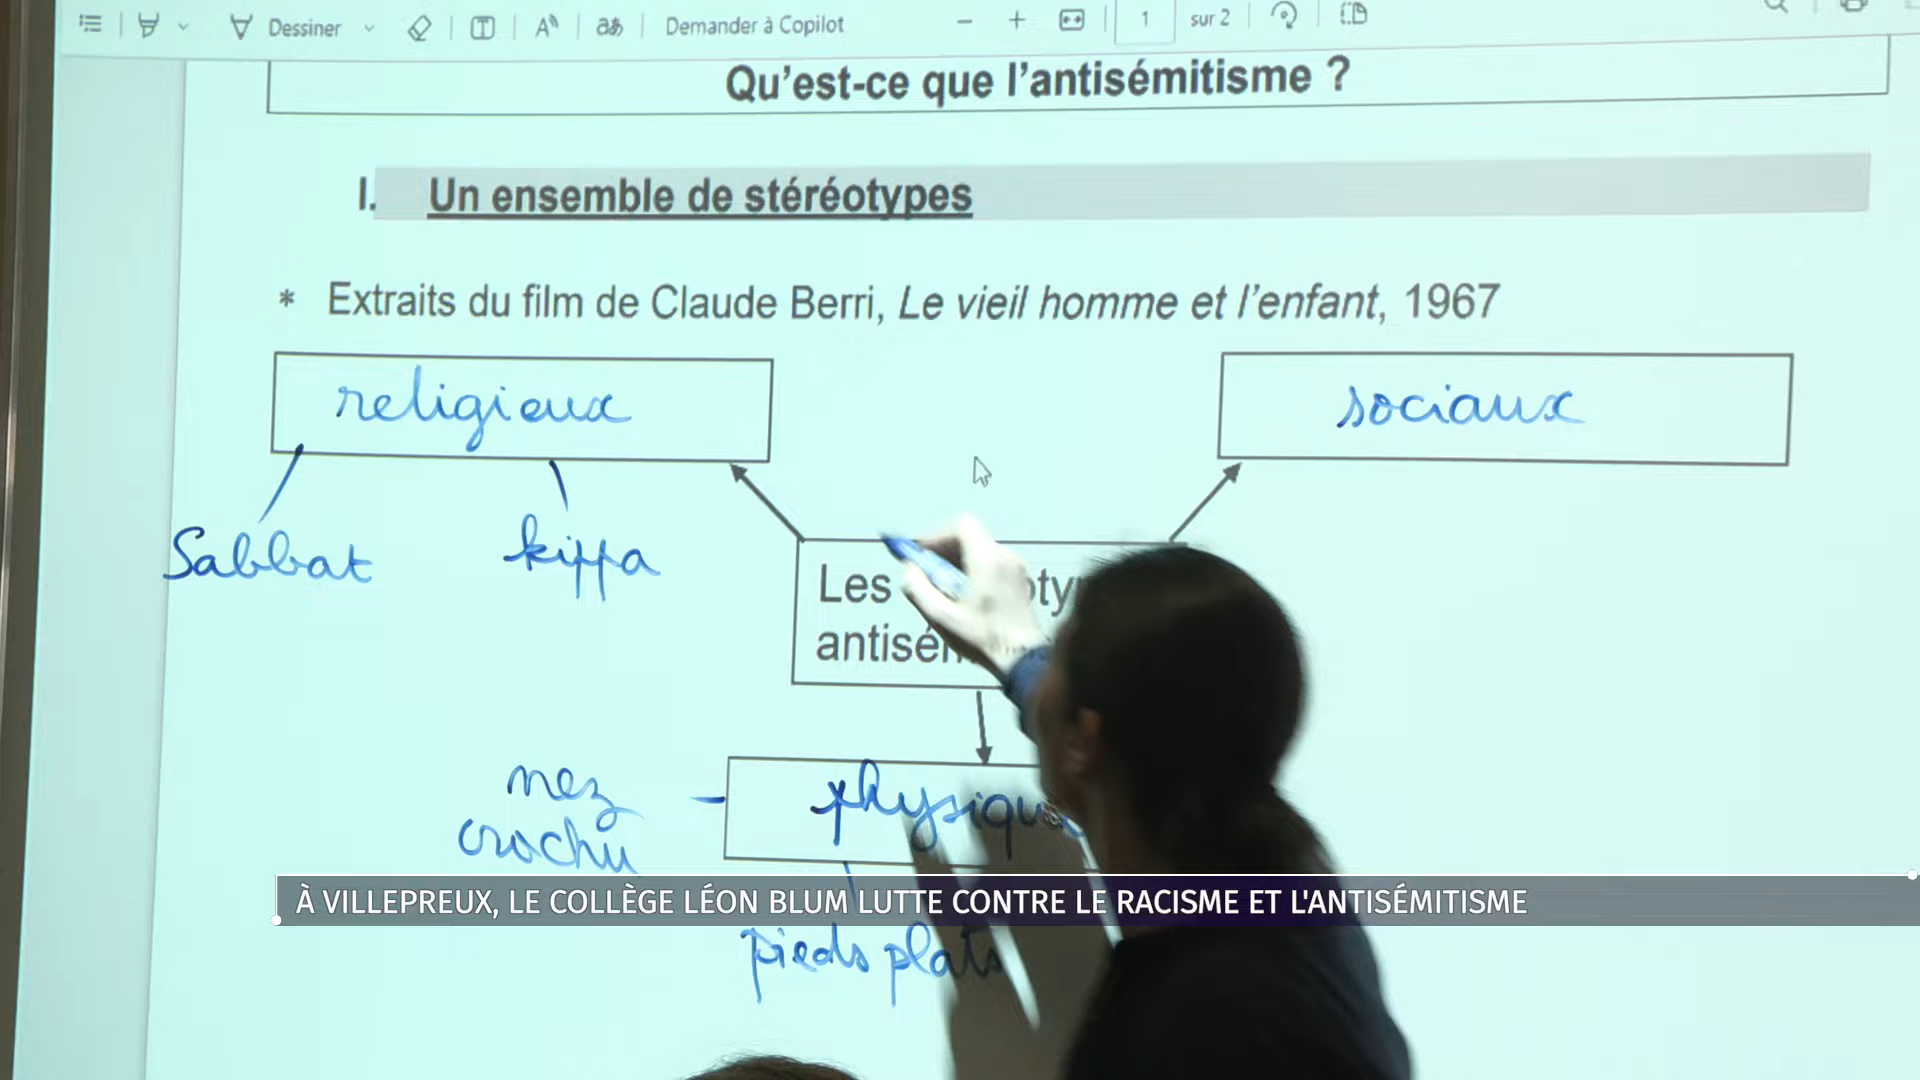 Dessiner
Demander à Copilot
1 sur 2
Qu'est-ce que l'antisémitisme ?
I. Un ensemble de stéréotypes
* Extraits du film de Claude Berri, Le vieil homme et l'enfant, 1967
religieux
sociaux
Sabbat kippa
Les
antisé
nez
crochu
physiqu
À VILLEPREUX, LE COLLÈGE LÉON BLUM LUTTE CONTRE LE RACISME ET L'ANTISÉMITISME
pieds plats